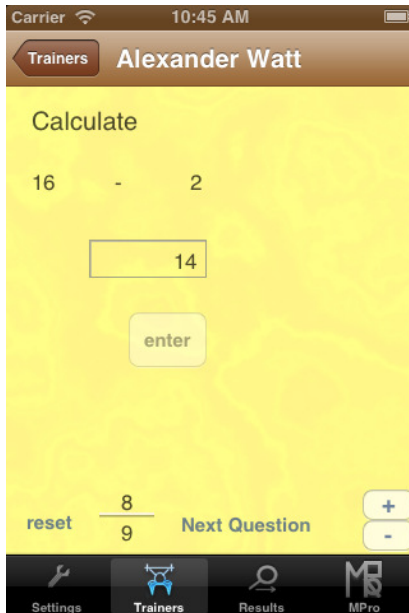 Carrier 10:45 AM
Trainers Alexander Watt
Calculate
16 - 2
14
enter
8
reset Next Question
9
+
-
Settings Trainers Results MPro